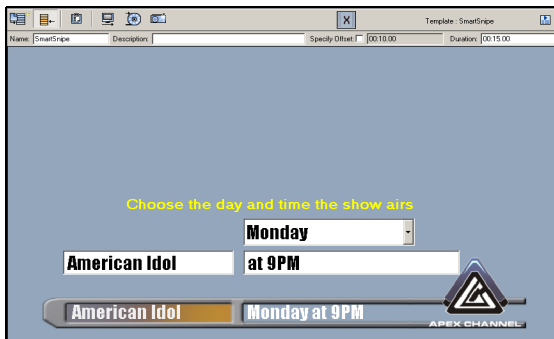 X Template : SmartSnipe
Name: SmartSnipe Description: Specify Offset: 00:10.00 Duration: 00:15.00
Choose the day and time the show airs
Monday
American Idol at 9PM
American Idol Monday at 9PM
APEX CHANNEL